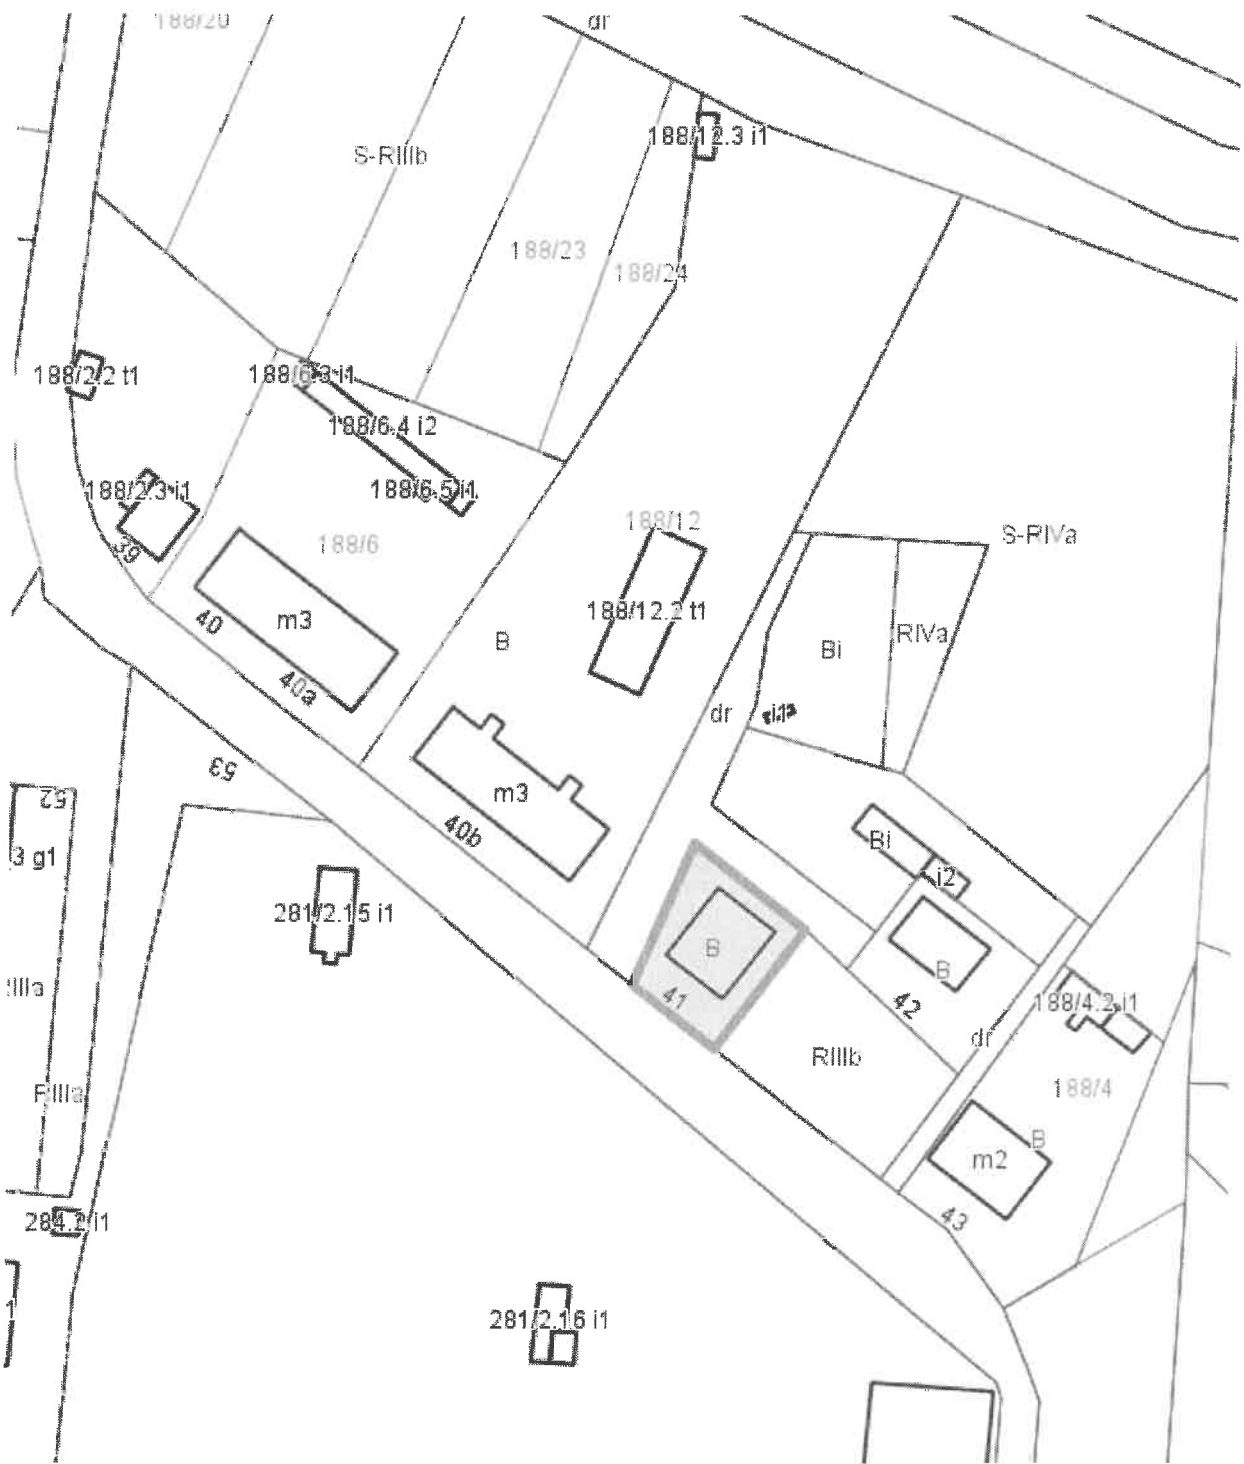 188/20
dr
188/12.3 i1
S-RIIIb
188/23
188/24
188/2.2 t1
188/6.3 i1
188/6.4 i2
188/2.3 i1
188/6.5 i1
188/12
S-RIVa
39
188/6
40
m3
188/12.2 t1
B
RIVa
Bi
40a
dr
53
m3
52
40b
Bi
3 g1
i2
281/2.15 i1
B
B
IIIa
41
42
188/4.2 i1
dr
RIIIb
188/4
RIIIa
B
m2
43
284.2 i1
1
281/2.16 i1